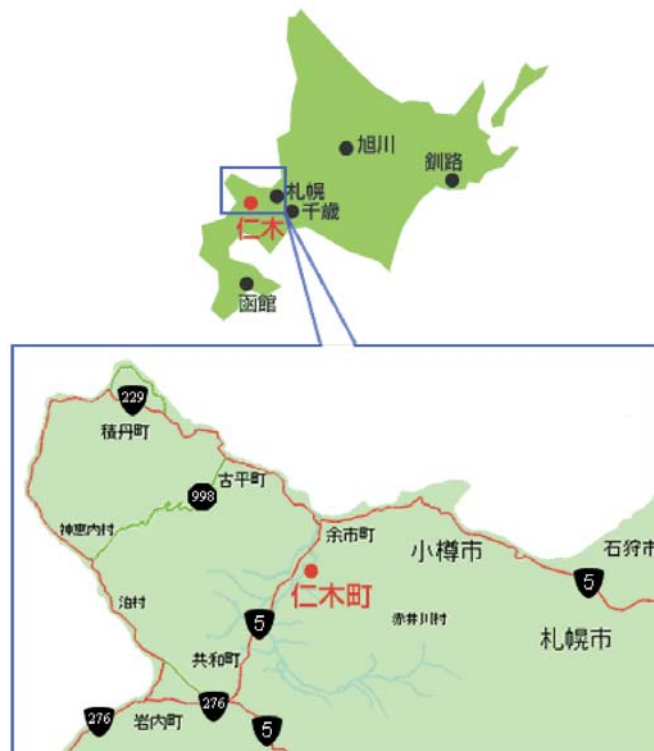 旭川
釧路
札幌
千歳
仁木
函館
229
積丹町
古平町
998
神恵内村
余市町
小樽市
石狩市
5
仁木町
泊村
赤井川村
5
札幌市
共和町
276
276
岩内町
5